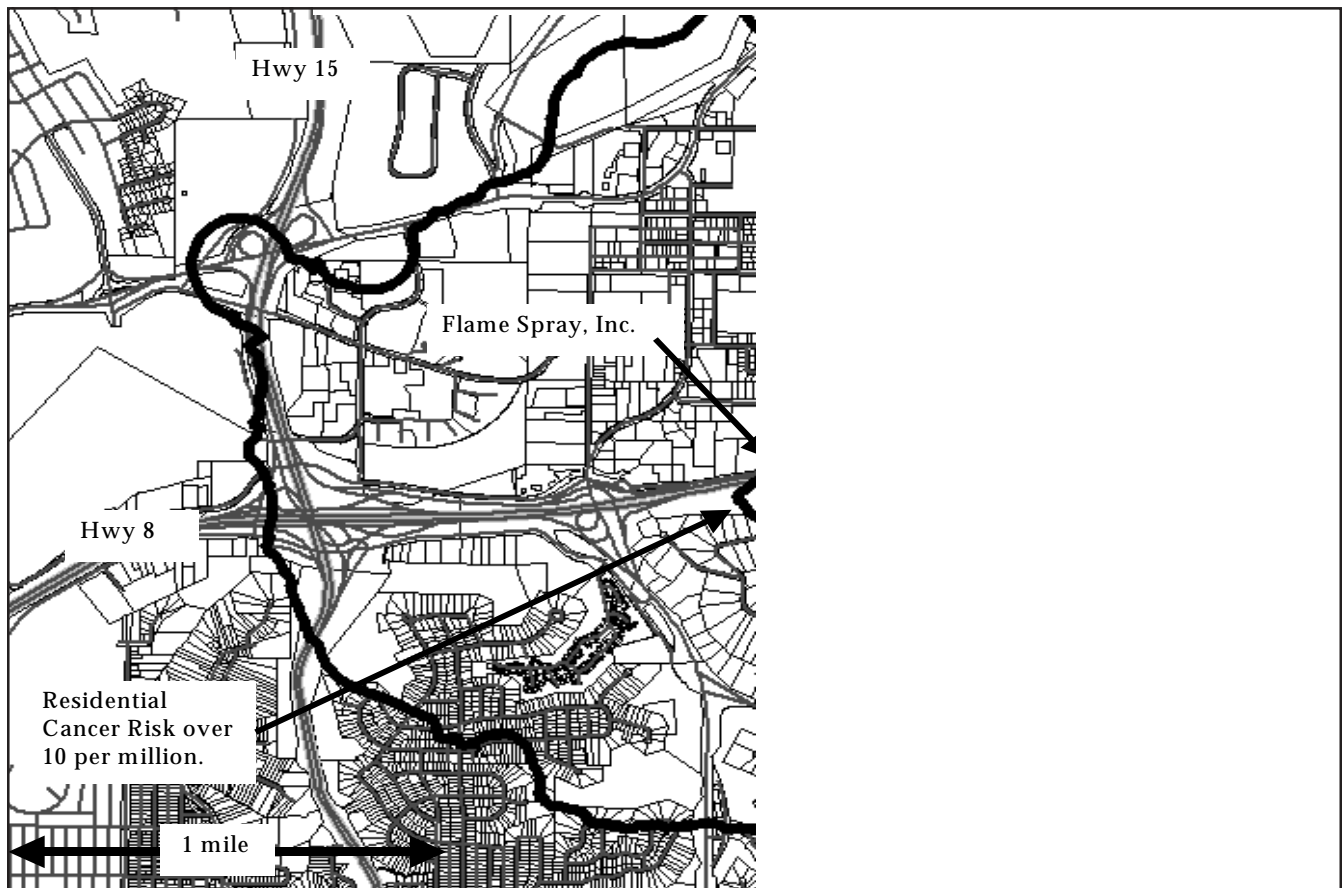 Hwy 15
Flame Spray, Inc.
Hwy 8
Residential
Cancer Risk over
10 per million.
1 mile